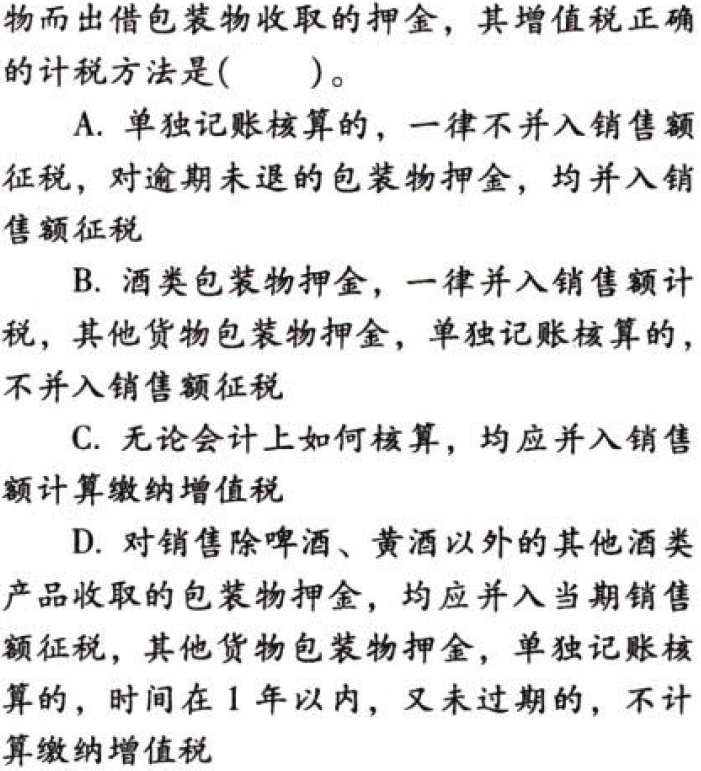 物而出借包装物收取的押金，其增值税正确
的计税方法是(　　)。
A. 单独记账核算的，一律不并入销售额
征税，对逾期未退的包装物押金，均并入销
售额征税
B. 酒类包装物押金，一律并入销售额计
税，其他货物包装物押金，单独记账核算的，
不并入销售额征税
C. 无论会计上如何核算，均应并入销售
额计算缴纳增值税
D. 对销售除啤酒、黄酒以外的其他酒类
产品收取的包装物押金，均应并入当期销售
额征税，其他货物包装物押金，单独记账核
算的，时间在 1 年以内，又未过期的，不计
算缴纳增值税